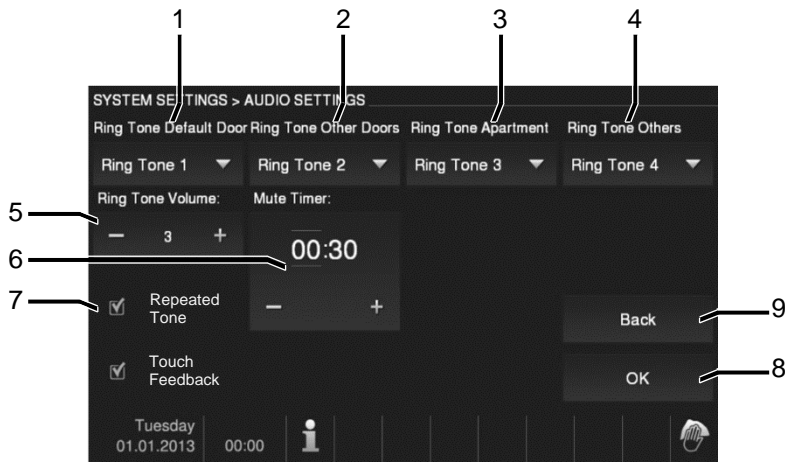 1 2 3 4
SYSTEM SETTINGS > AUDIO SETTINGS
Ring Tone Default Door Ring Tone Other Doors Ring Tone Apartment Ring Tone Others
Ring Tone 1 Ring Tone 2 Ring Tone 3 Ring Tone 4
Ring Tone Volume: Mute Timer:
5
− 3 +
00:30
6
7
Repeated
Tone
− +
Back
9
Touch
Feedback
OK
8
Tuesday
01.01.2013 00:00